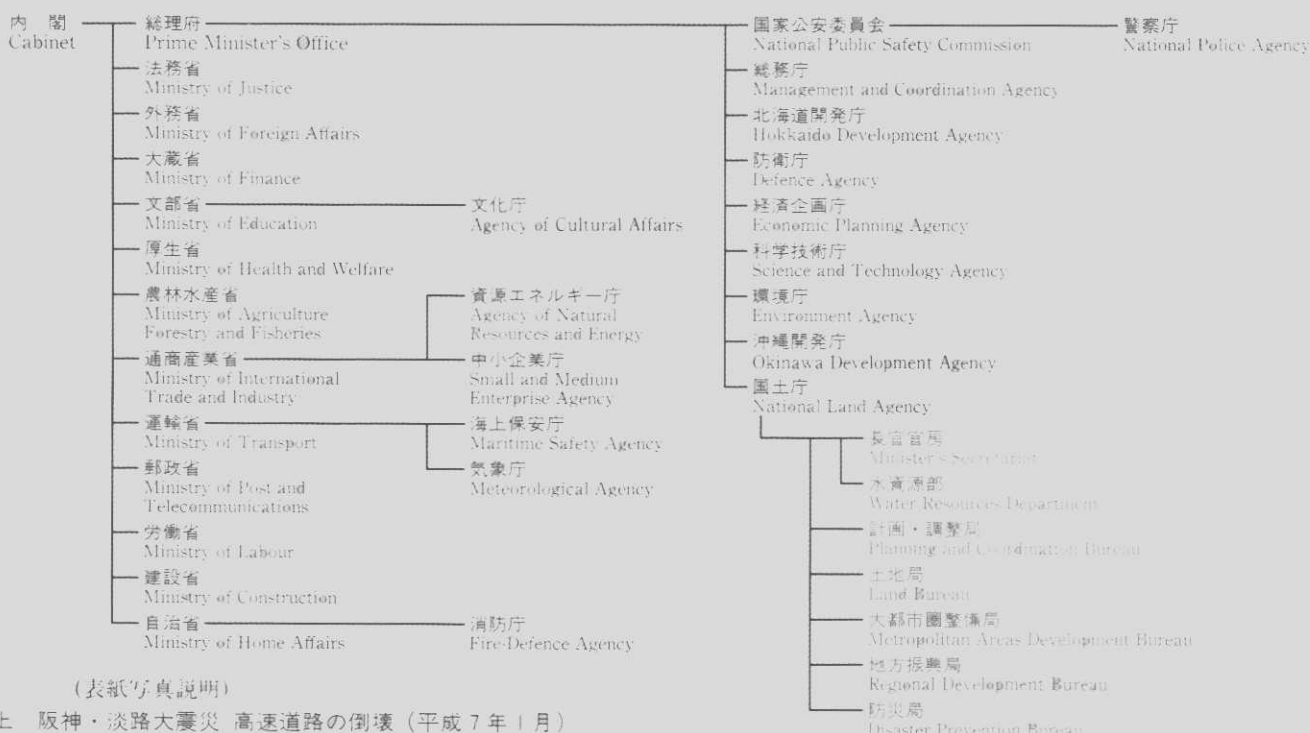 内 閣
Cabinet
総理府
Prime Minister's Office
法務省
Ministry of Justice
外務省
Ministry of Foreign Affairs
大蔵省
Ministry of Finance
文部省
Ministry of Education
文化庁
Agency of Cultural Affairs
厚生省
Ministry of Health and Welfare
農林水産省
Ministry of Agriculture
Forestry and Fisheries
資源エネルギー庁
Agency of Natural
Resources and Energy
通商産業省
Ministry of International
Trade and Industry
中小企業庁
Small and Medium
Enterprise Agency
運輸省
Ministry of Transport
海上保安庁
Maritime Safety Agency
気象庁
Meteorological Agency
郵政省
Ministry of Post and
Telecommunications
労働省
Ministry of Labour
建設省
Ministry of Construction
自治省
Ministry of Home Affairs
消防庁
Fire-Defence Agency
国家公安委員会
National Public Safety Commission
警察庁
National Police Agency
総務庁
Management and Coordination Agency
北海道開発庁
Hokkaido Development Agency
防衛庁
Defence Agency
経済企画庁
Economic Planning Agency
科学技術庁
Science and Technology Agency
環境庁
Environment Agency
沖縄開発庁
Okinawa Development Agency
国土庁
National Land Agency
長官官房
Minister's Secretariat
水資源部
Water Resources Department
計画・調整局
Planning and Coordination Bureau
土地局
Land Bureau
大都市圏整備局
Metropolitan Areas Development Bureau
地方振興局
Regional Development Bureau
防災局
Disaster Prevention Bureau
(表紙写真説明)
上 阪神・淡路大震災 高速道路の倒壊 (平成7年1月)